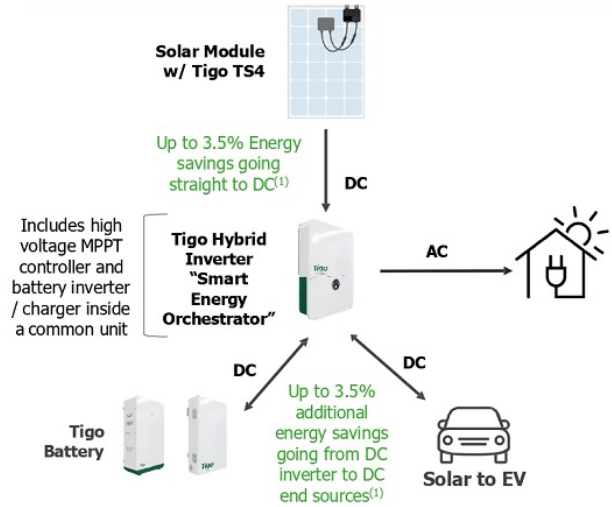 Solar Module
w/ Tigo TS4
Up to 3.5% Energy
savings going
straight to DC(1)
DC
Includes high
voltage MPPT
controller and
battery inverter
/ charger inside
a common unit
Tigo Hybrid
Inverter
“Smart
Energy
Orchestrator”
Tigo
AC
DC
DC
Tigo
Battery
Tigo
Up to 3.5%
additional
energy savings
going from DC
inverter to DC
end sources(1)
Solar to EV